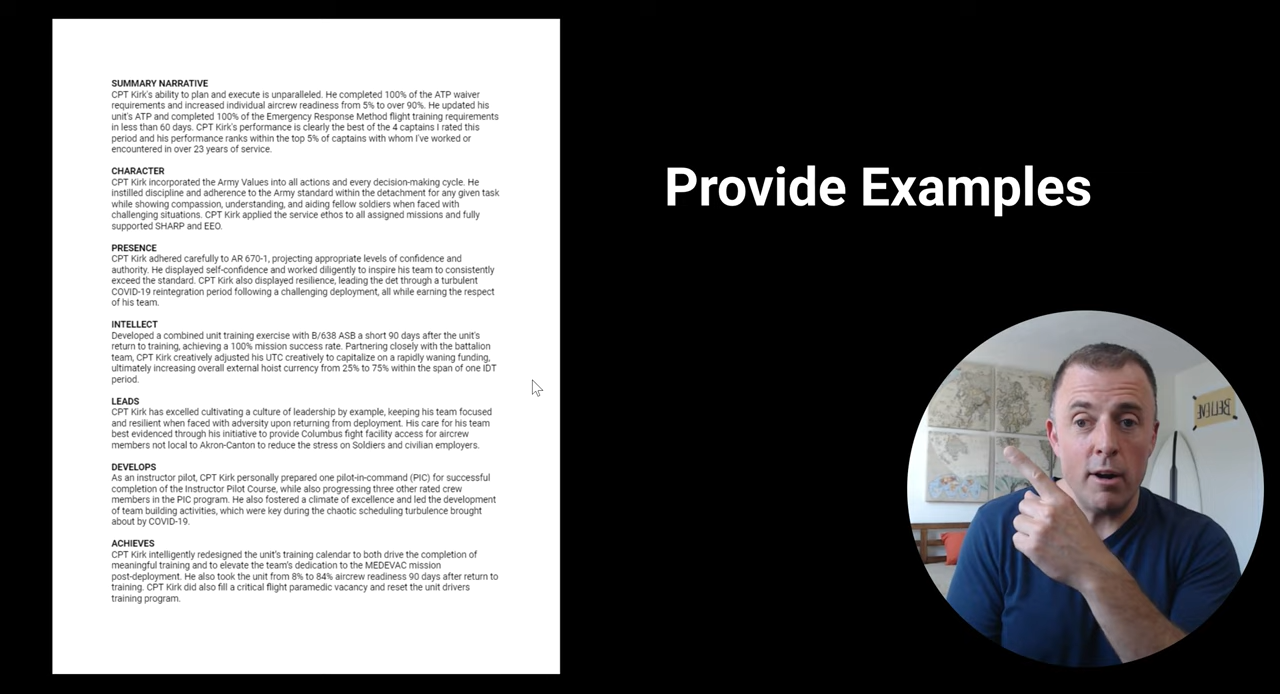 SUMMARY NARRATIVE
CPT Kirk's ability to plan and execute is unparalleled. He completed 100% of the ATP waiver
requirements and increased individual aircrew readiness from 5% to over 90%. He updated his
unit's ATP and completed 100% of the Emergency Response Method flight training requirements
in less than 60 days. CPT Kirk's performance is clearly the best of the 4 captains I rated this
period and his performance ranks within the top 5% of captains with whom I've worked or
encountered in over 23 years of service.
CHARACTER
CPT Kirk incorporated the Army Values into all actions and every decision-making cycle. He
instilled discipline and adherence to the Army standard within the detachment for any given task
while showing compassion, understanding, and aiding fellow soldiers when faced with
challenging situations. CPT Kirk applied the service ethos to all assigned missions and fully
supported SHARP and EEO.
PRESENCE
CPT Kirk adhered carefully to AR 670-1, projecting appropriate levels of confidence and
authority. He displayed self-confidence and worked diligently to inspire his team to consistently
exceed the standard. CPT Kirk also displayed resilience, leading the det through a turbulent
COVID-19 reintegration period following a challenging deployment, all while earning the respect
of his team.
INTELLECT
Developed a combined unit training exercise with B/638 ASB a short 90 days after the unit's
return to training, achieving a 100% mission success rate. Partnering closely with the battalion
team, CPT Kirk creatively adjusted his UTC creatively to capitalize on a rapidly waning funding,
ultimately increasing overall external hoist currency from 25% to 75% within the span of one IDT
period.
LEADS
CPT Kirk has excelled cultivating a culture of leadership by example, keeping his team focused
and resilient when faced with adversity upon returning from deployment. His care for his team
best evidenced through his initiative to provide Columbus fight facility access for aircrew
members not local to Akron-Canton to reduce the stress on Soldiers and civilian employers.
DEVELOPS
As an instructor pilot, CPT Kirk personally prepared one pilot-in-command (PIC) for successful
completion of the Instructor Pilot Course, while also progressing three other rated crew
members in the PIC program. He also fostered a climate of excellence and led the development
of team building activities, which were key during the chaotic scheduling turbulence brought
about by COVID-19.
ACHIEVES
CPT Kirk intelligently redesigned the unit's training calendar to both drive the completion of
meaningful training and to elevate the team's dedication to the MEDEVAC mission
post-deployment. He also took the unit from 8% to 84% aircrew readiness 90 days after return to
training. CPT Kirk did also fill a critical flight paramedic vacancy and reset the unit drivers
training program.
Provide Examples
BELIEVE